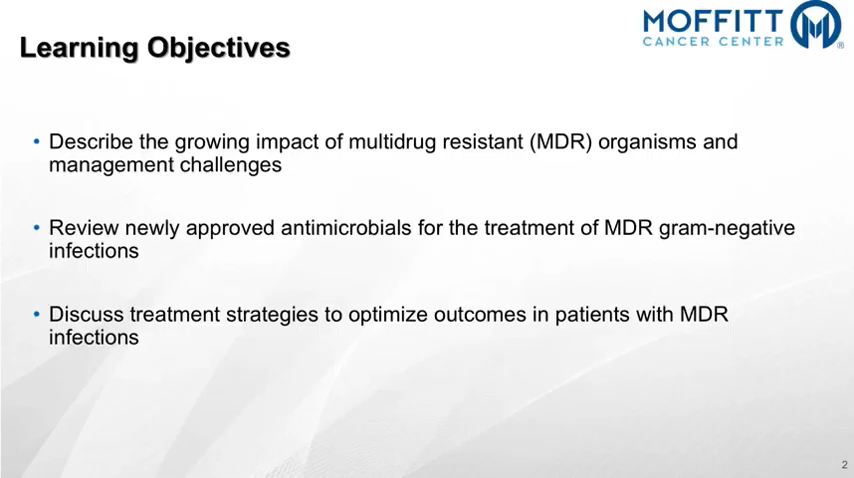 MOFFITT
CANCER CENTER
®
Learning Objectives
• Describe the growing impact of multidrug resistant (MDR) organisms and
management challenges
• Review newly approved antimicrobials for the treatment of MDR gram-negative
infections
• Discuss treatment strategies to optimize outcomes in patients with MDR
infections
2